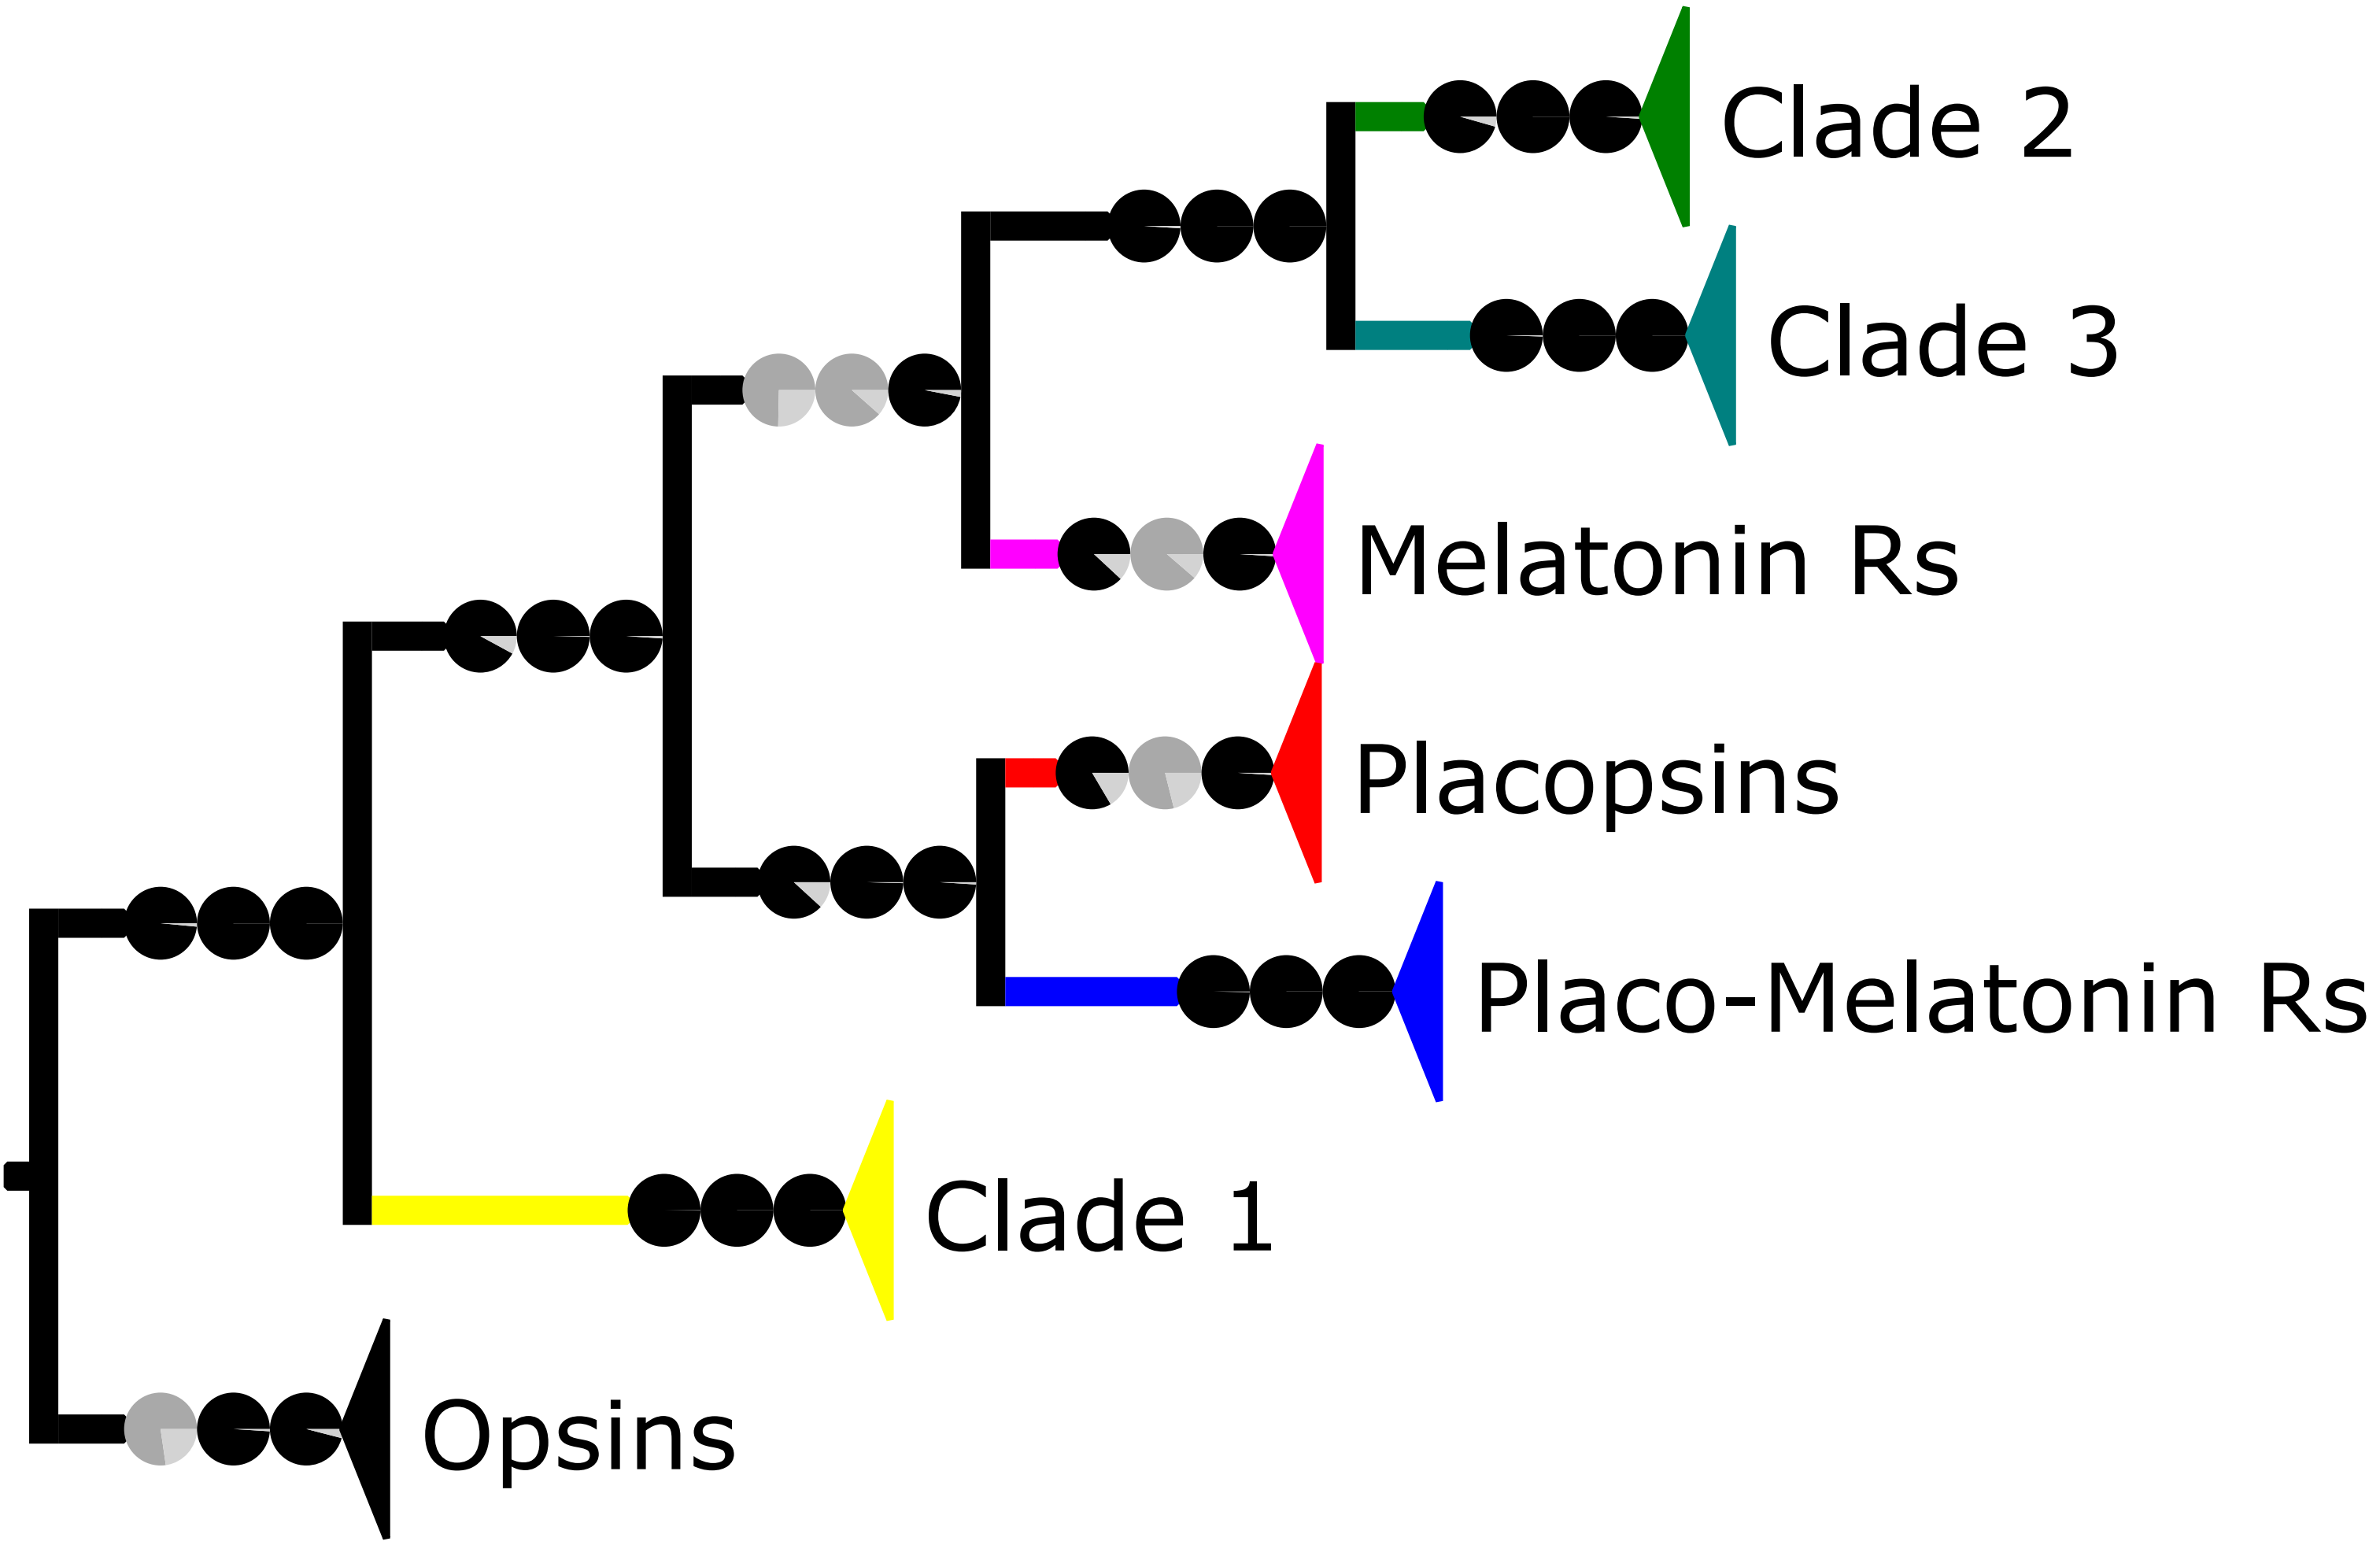 Clade 2
Clade 3
Melatonin Rs
Placopsins
Placo-Melatonin Rs
Clade 1
Opsins